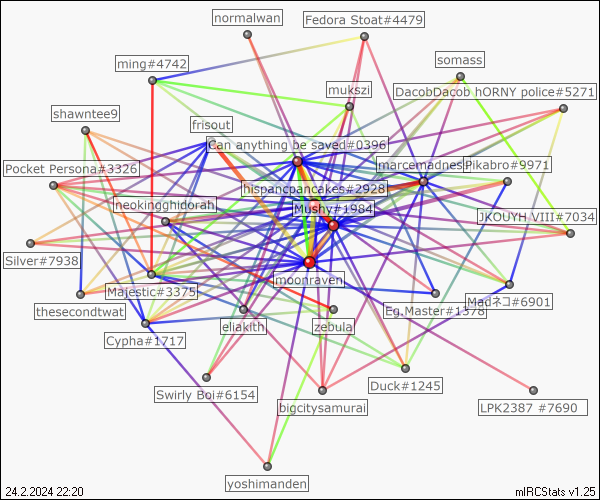 normalwan
Fedora Stoat#4479
ming#4742
somass
mukszi
DacobDacob hORNY police#5271
shawntee9
frisout
Can anything be saved#0396
Pocket Persona#3326
marcemadnes
Pikabro#9971
hispancpancakes#2928
neokingghidorah
Mushy#1984
JKOUYH VIII#7034
Silver#7938
moonraven
Majestic#3375
Madネコ#6901
thesecondtwat
Eg.Master#1378
eliakith
zebula
Cypha#1717
Duck#1245
Swirly Boi#6154
bigcitysamurai
LPK2387 #7690
yoshimanden
24.2.2024 22:20
mIRCStats v1.25